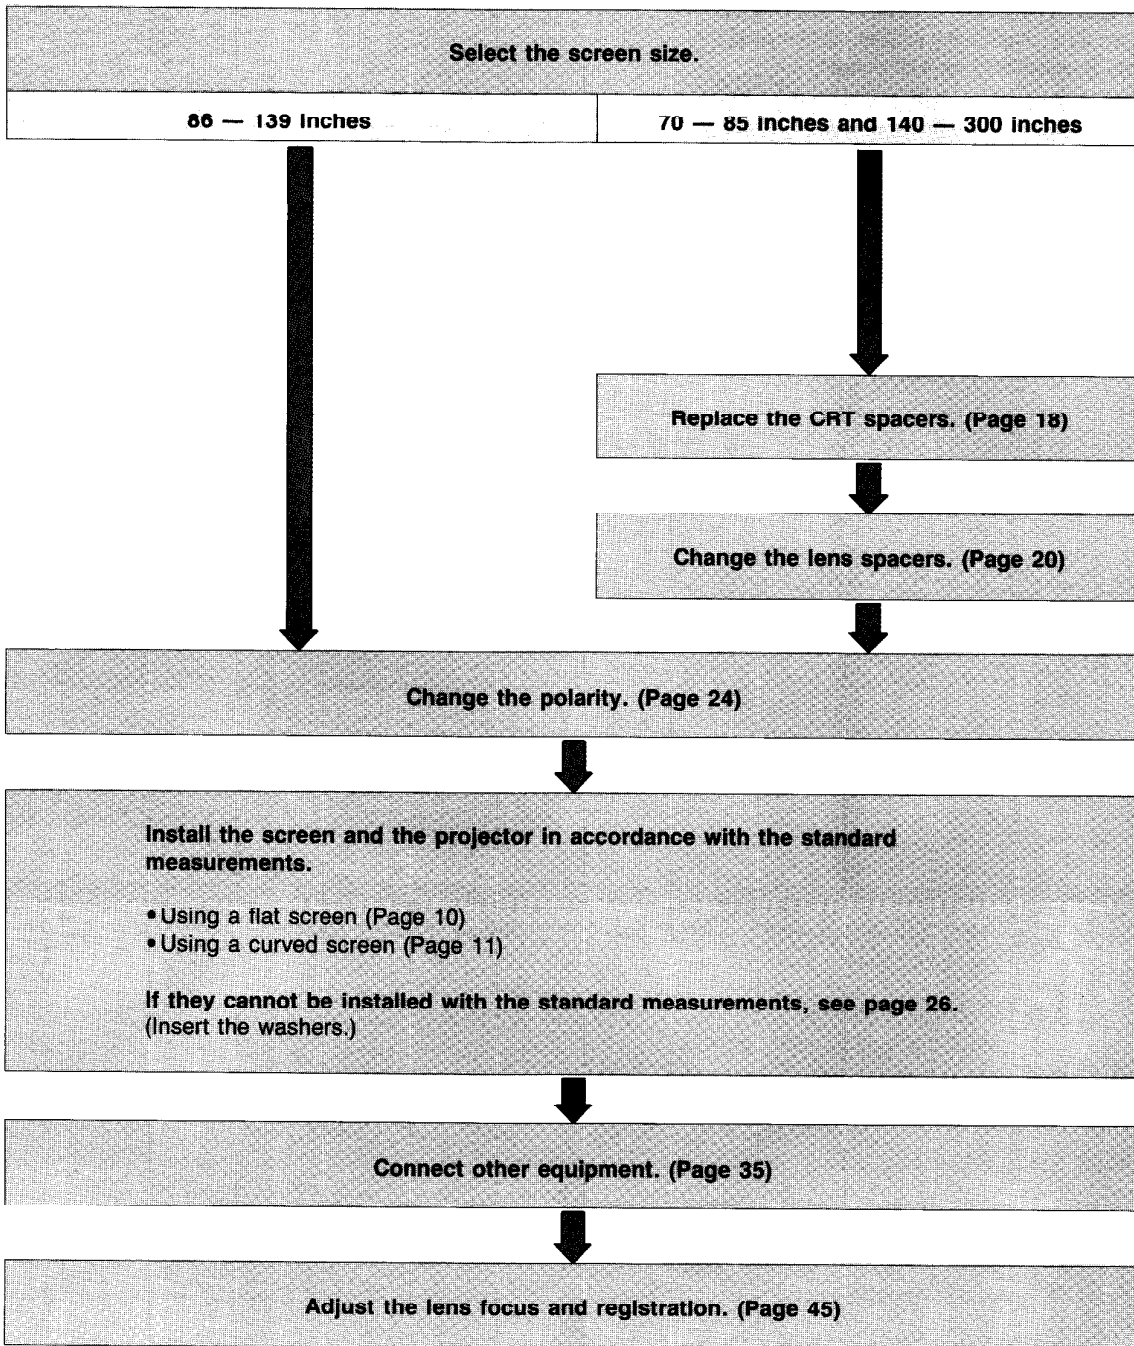 Select the screen size.
86 — 139 inches
70 — 85 inches and 140 — 300 inches
Replace the CRT spacers. (Page 18)
Change the lens spacers. (Page 20)
Change the polarity. (Page 24)
Install the screen and the projector in accordance with the standard
measurements.
• Using a flat screen (Page 10)
• Using a curved screen (Page 11)
If they cannot be installed with the standard measurements, see page 26.
(Insert the washers.)
Connect other equipment. (Page 35)
Adjust the lens focus and registration. (Page 45)